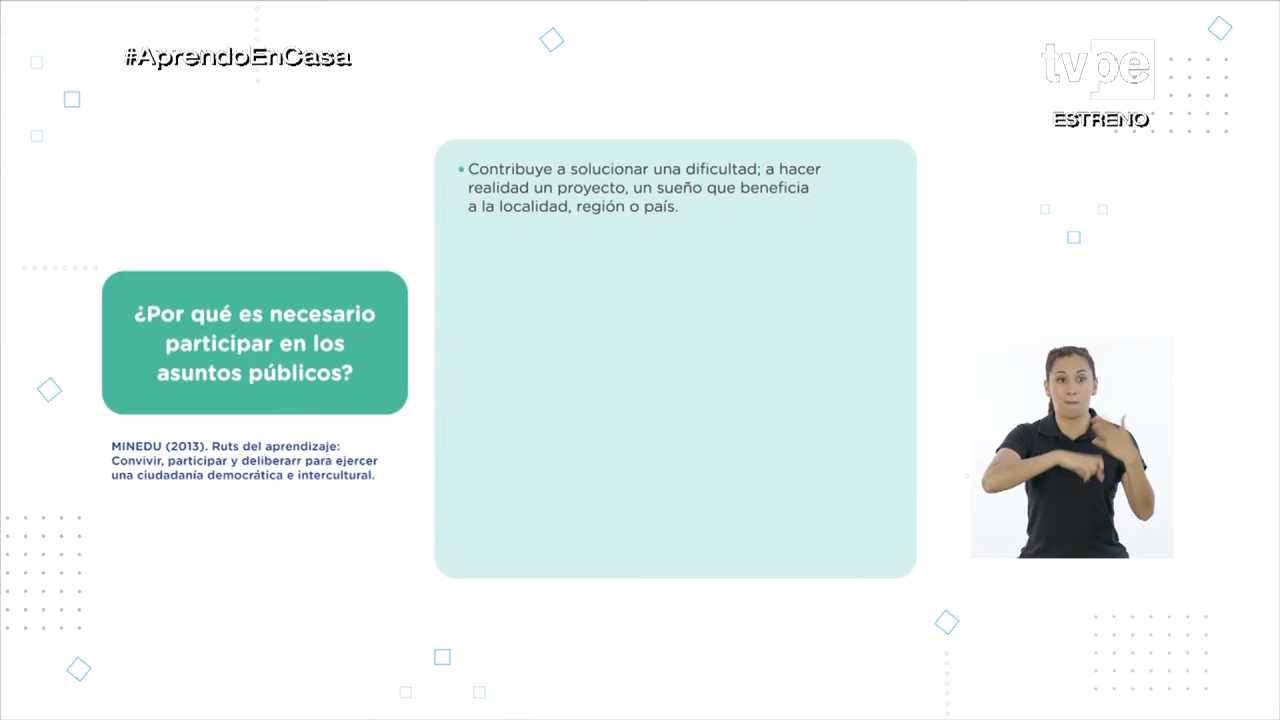 #AprendoEnCasa
tvpe
ESTRENO
• Contribuye a solucionar una dificultad; a hacer
realidad un proyecto, un sueño que beneficia
a la localidad, región o país.
¿Por qué es necesario
participar en los
asuntos públicos?
MINEDU (2013). Ruts del aprendizaje:
Convivir, participar y deliberarr para ejercer
una ciudadanía democrática e intercultural.